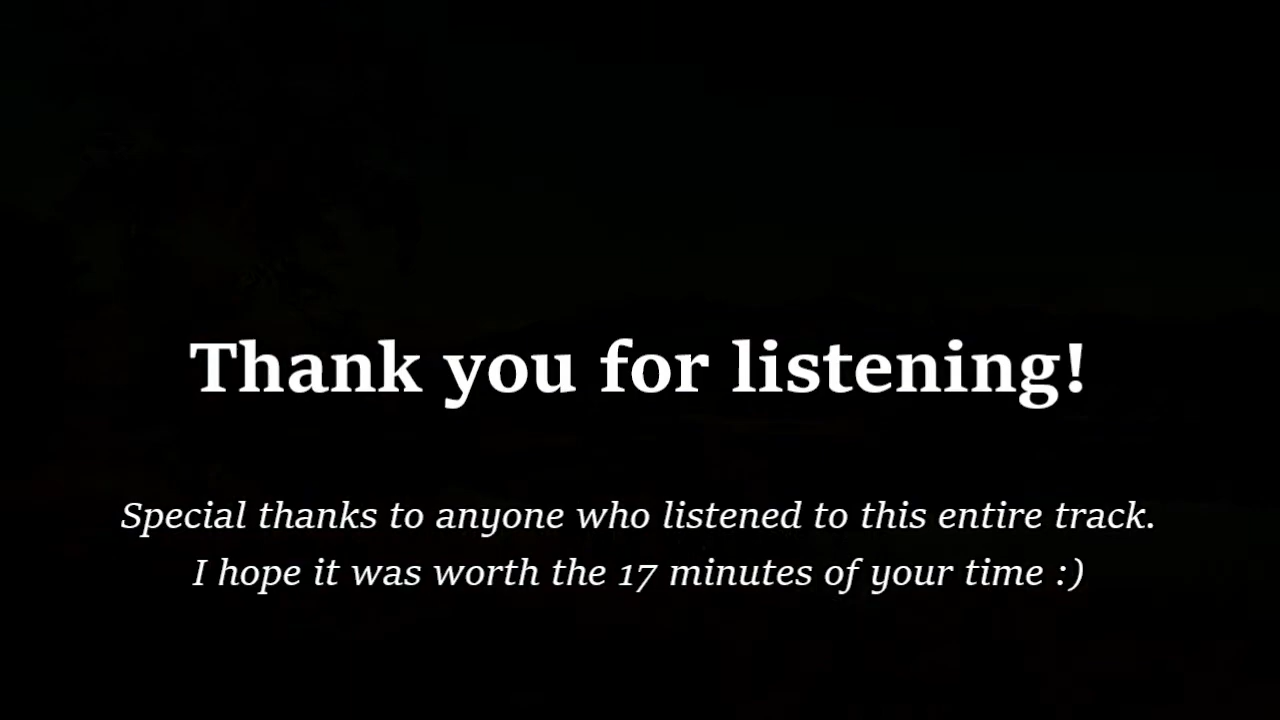 Thank you for listening!
Special thanks to anyone who listened to this entire track.
I hope it was worth the 17 minutes of your time :)